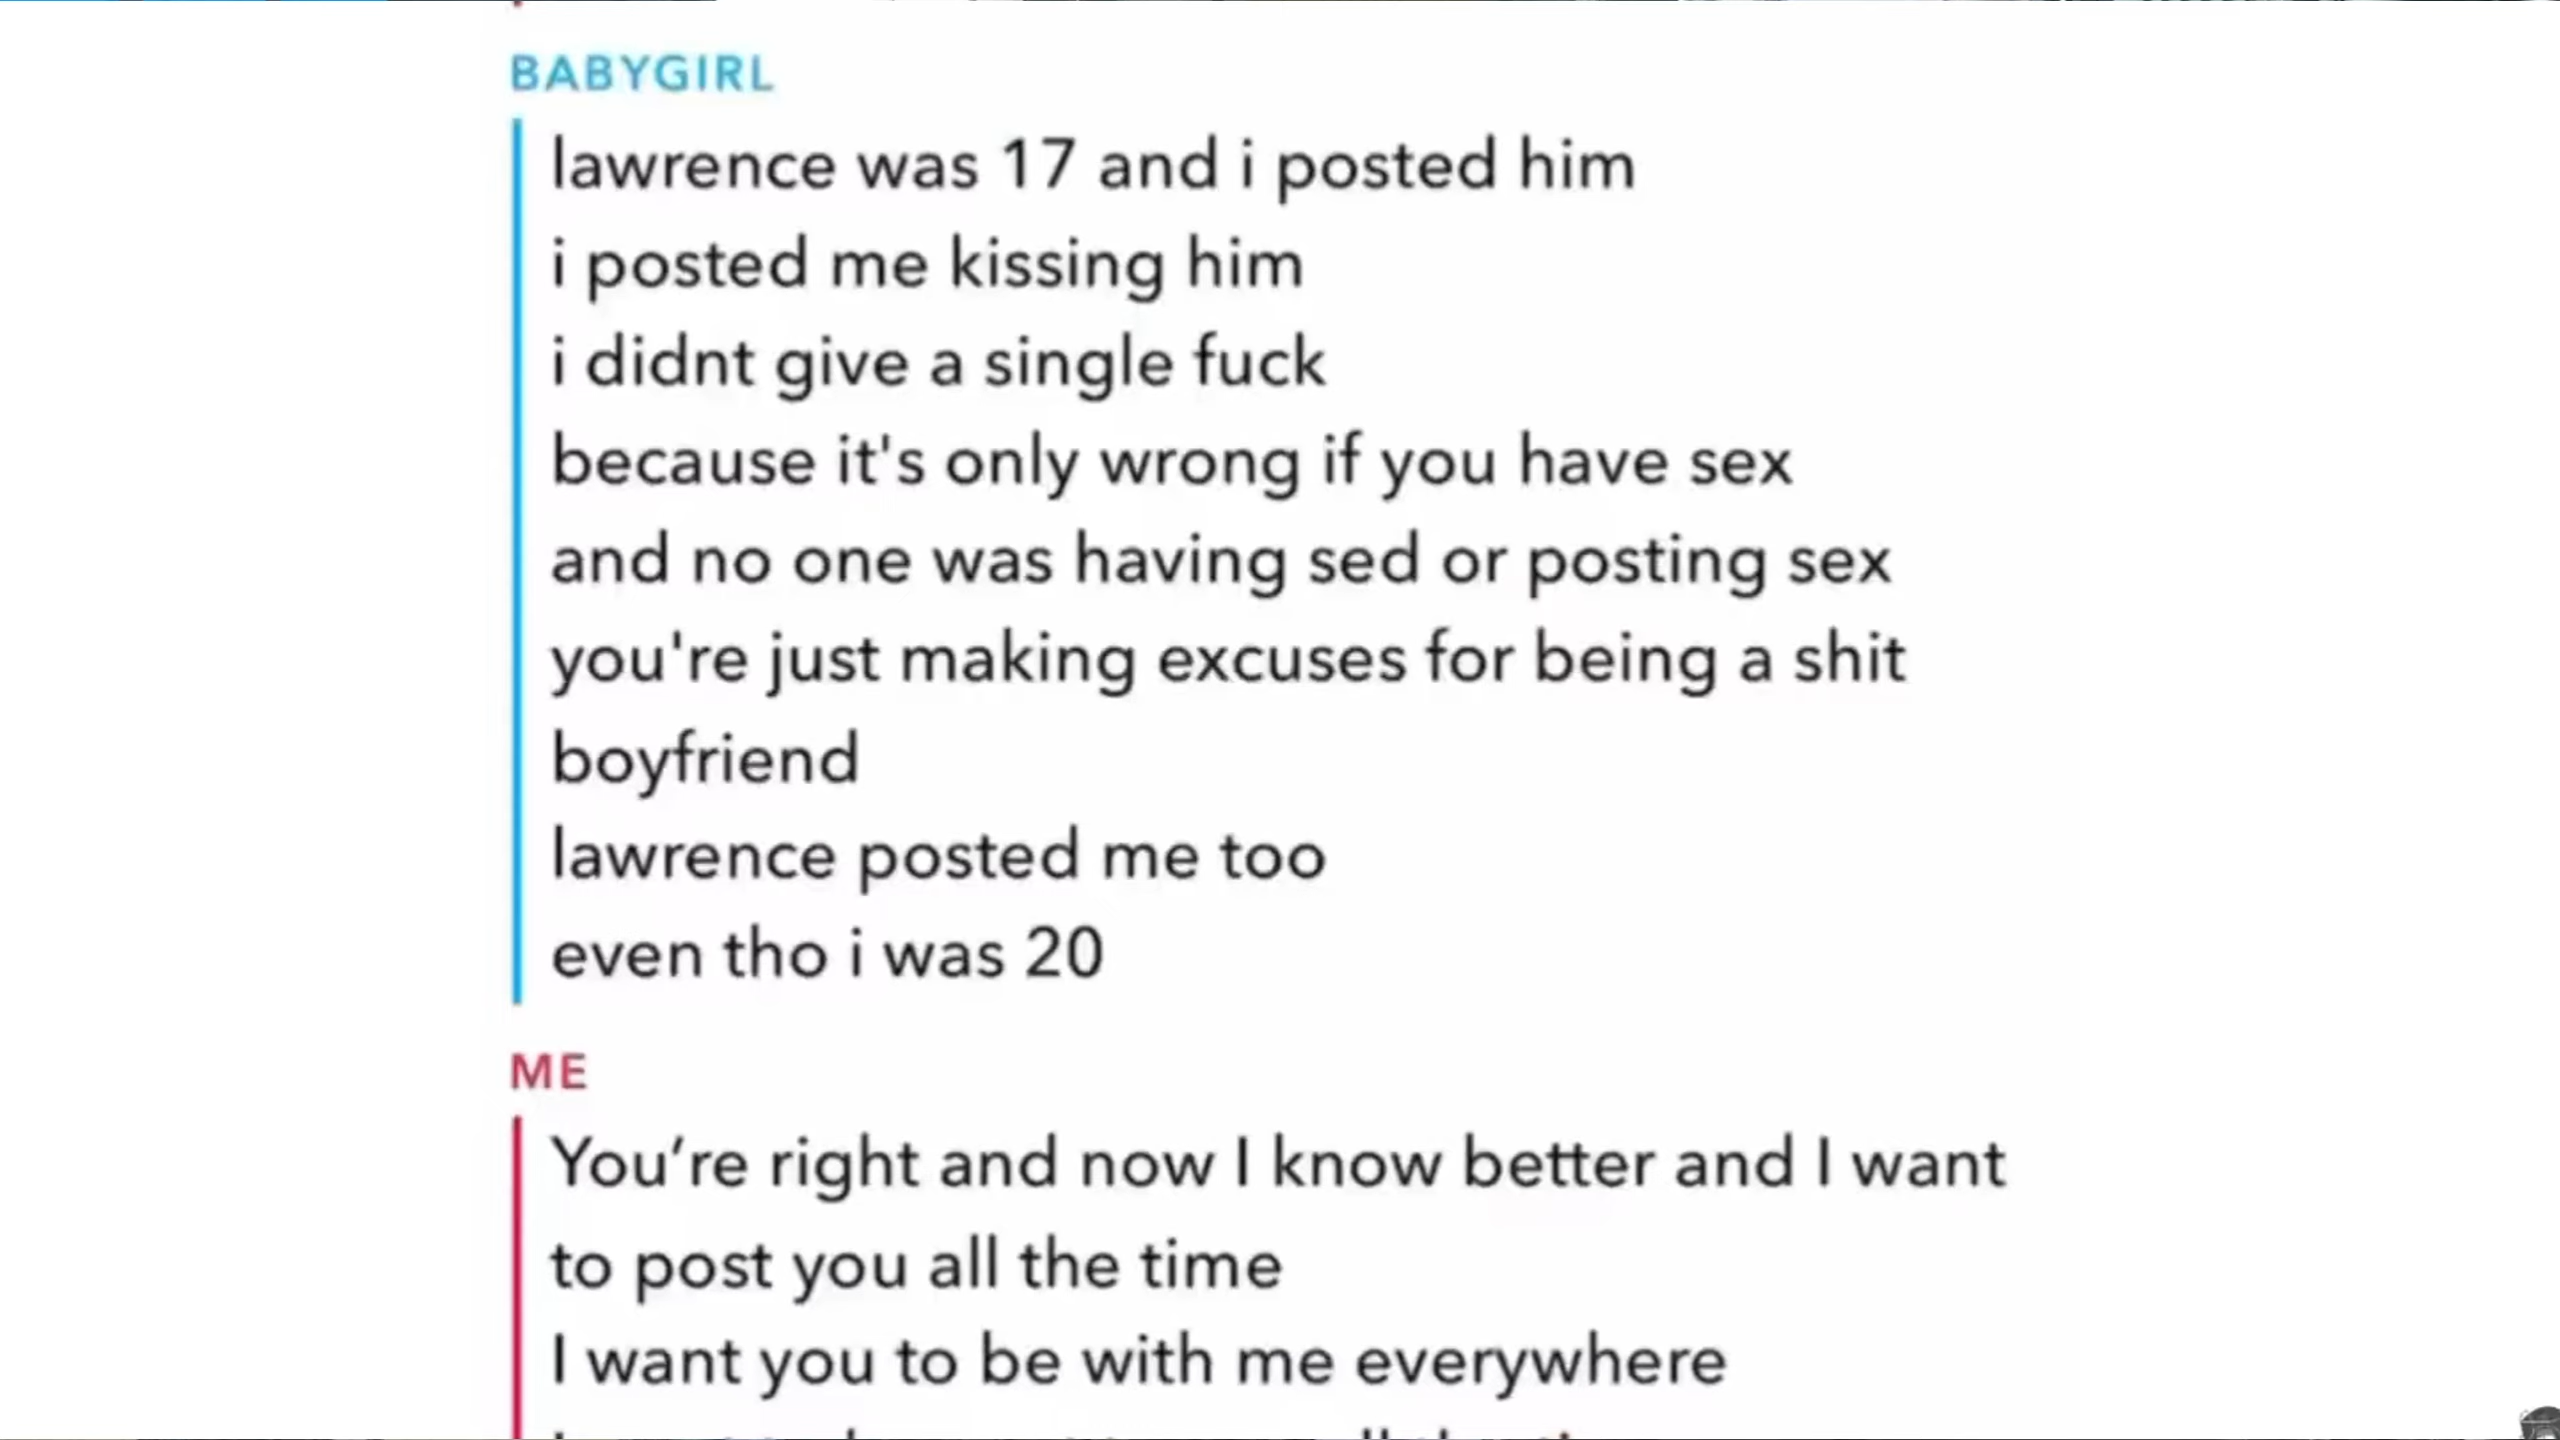 BABYGIRL
lawrence was 17 and i posted him
i posted me kissing him
i didnt give a single fuck
because it's only wrong if you have sex
and no one was having sed or posting sex
you're just making excuses for being a shit
boyfriend
lawrence posted me too
even tho i was 20
ME
You’re right and now I know better and I want
to post you all the time
I want you to be with me everywhere